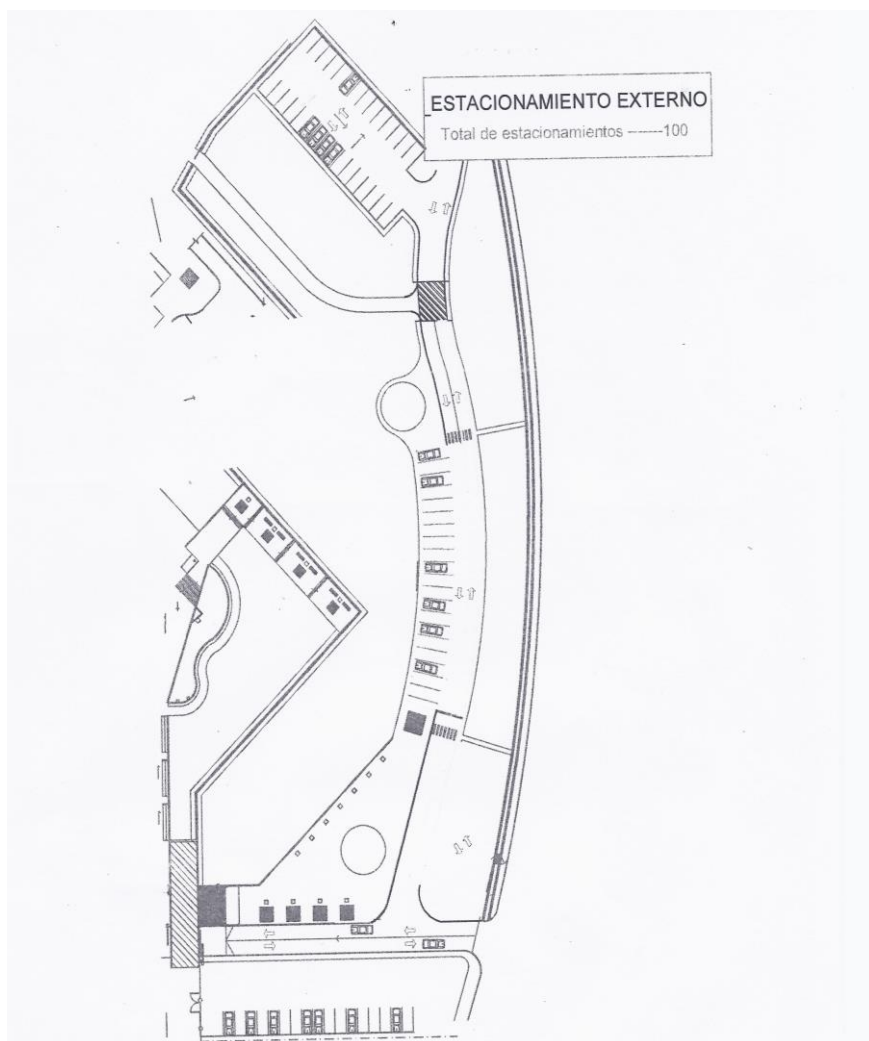 ESTACIONAMIENTO EXTERNO
Total de estacionamientos -------100